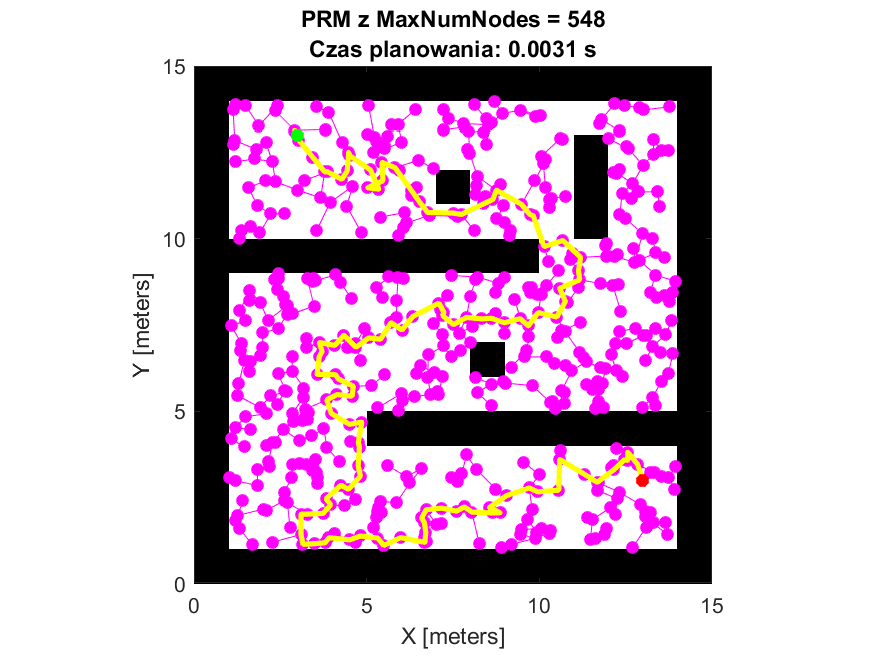 PRM z MaxNumNodes = 548
Czas planowania: 0.0031 s
15
10
5
0
0
5
10
15
Y [meters]
X [meters]